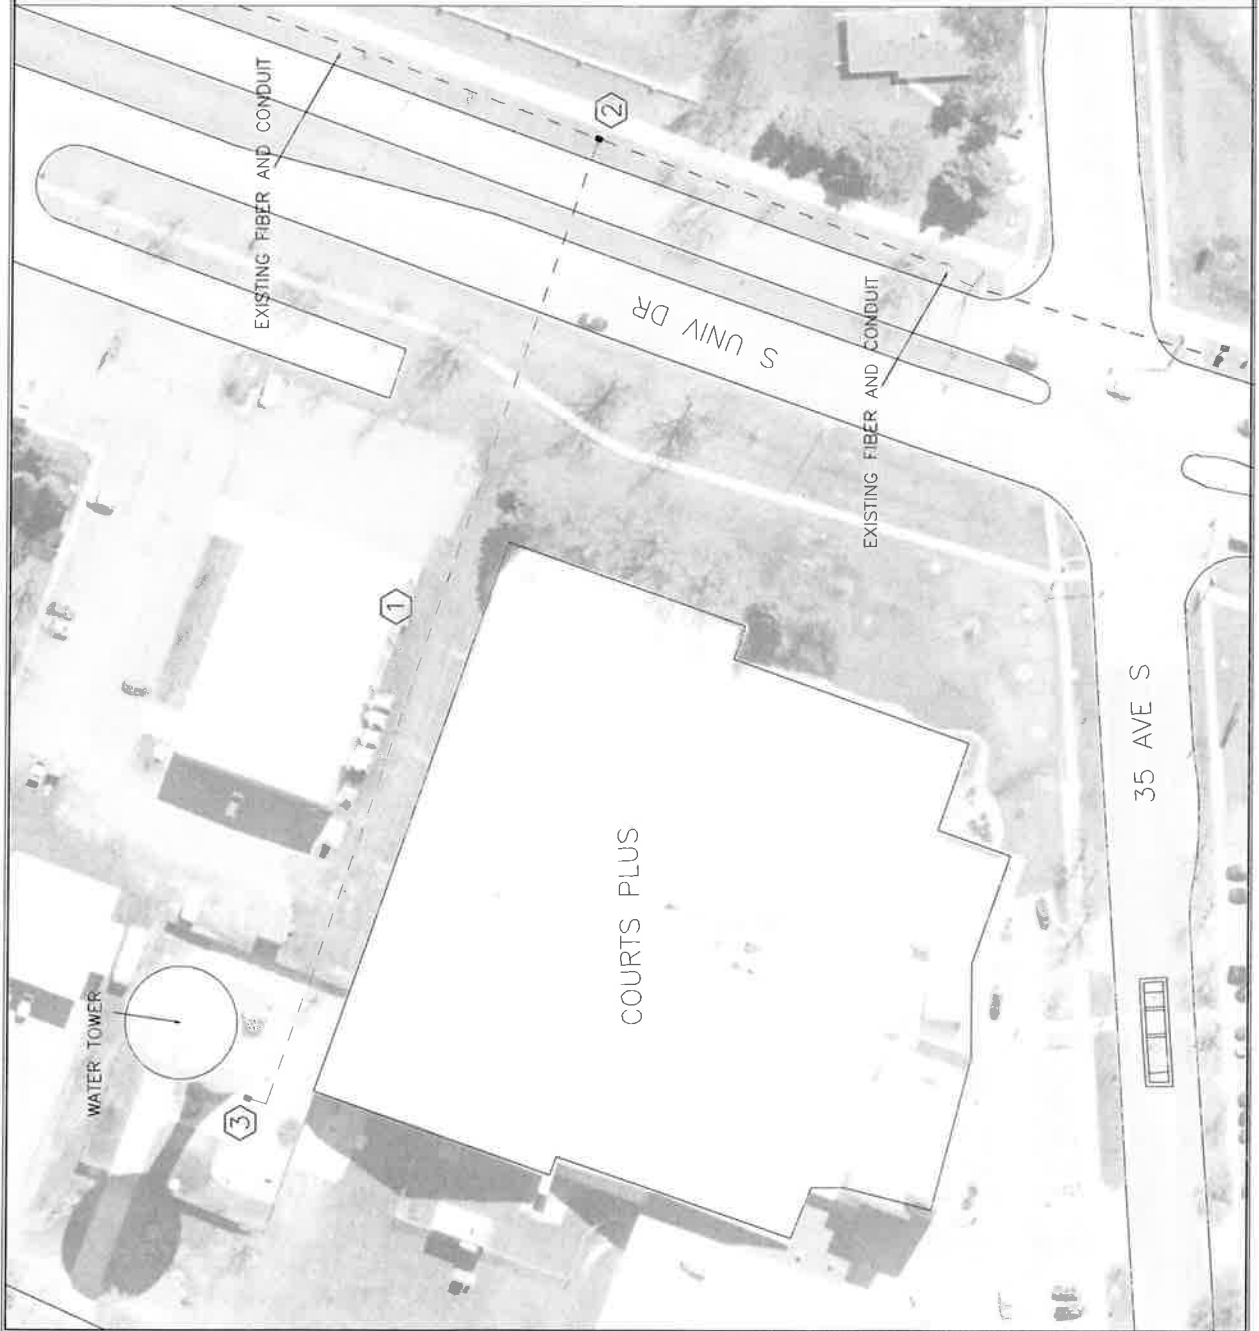 EXISTING FIBER AND CONDUIT
2
S UNIV DR
EXISTING FIBER AND CONDUIT
1
35 AVE S
COURTS PLUS
WATER TOWER
3